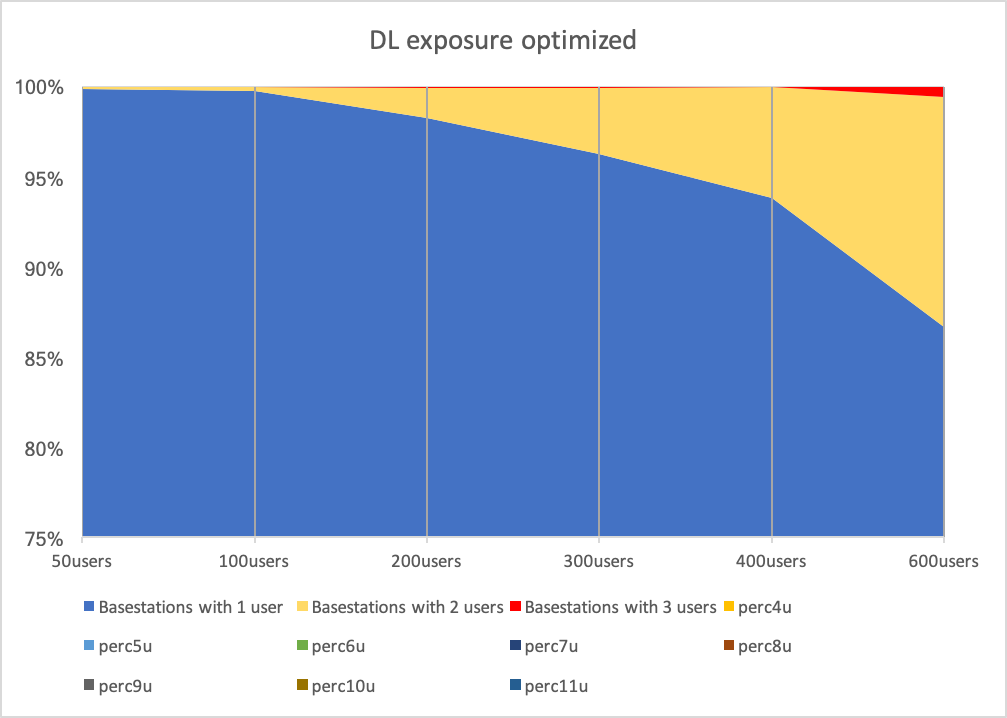 DL exposure optimized
100%
95%
90%
85%
80%
75%
50users 100users 200users 300users 400users 600users
Basestations with 1 user Basestations with 2 users Basestations with 3 users perc4u
perc5u perc6u perc7u perc8u
perc9u perc10u perc11u